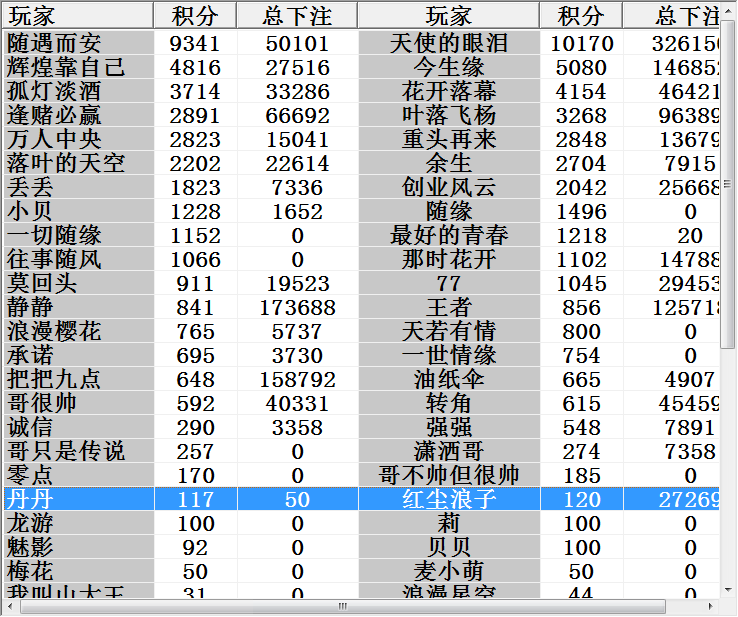 玩家 积分 总下注 玩家 积分 总下注
随遇而安 9341 50101 天使的眼泪 10170 326150
辉煌靠自己 4816 27516 今生缘 5080 146852
孤灯淡酒 3714 33286 花开落幕 4154 46421
逢赌必赢 2891 66692 叶落飞杨 3268 96389
万人中央 2823 15041 重头再来 2848 13679
落叶的天空 2202 22614 余生 2704 7915
丢丢 1823 7336 创业风云 2042 25668
小贝 1228 1652 随缘 1496 0
一切随缘 1152 0 最好的青春 1218 20
往事随风 1066 0 那时花开 1102 14788
莫回头 911 19523 77 1045 29453
静静 841 173688 王者 856 125718
浪漫樱花 765 5737 天若有情 800 0
承诺 695 3730 一世情缘 754 0
把把九点 648 158792 油纸伞 665 4907
哥很帅 592 40331 转角 615 45459
诚信 290 3358 强强 548 7891
哥只是传说 257 0 潇洒哥 274 7358
零点 170 0 哥不帅但很帅 185 0
丹丹 117 50 红尘浪子 120 27269
龙游 100 0 莉 100 0
魅影 92 0 贝贝 100 0
梅花 50 0 麦小萌 50 0
我叫山大王 31 0 浪漫星空 44 0